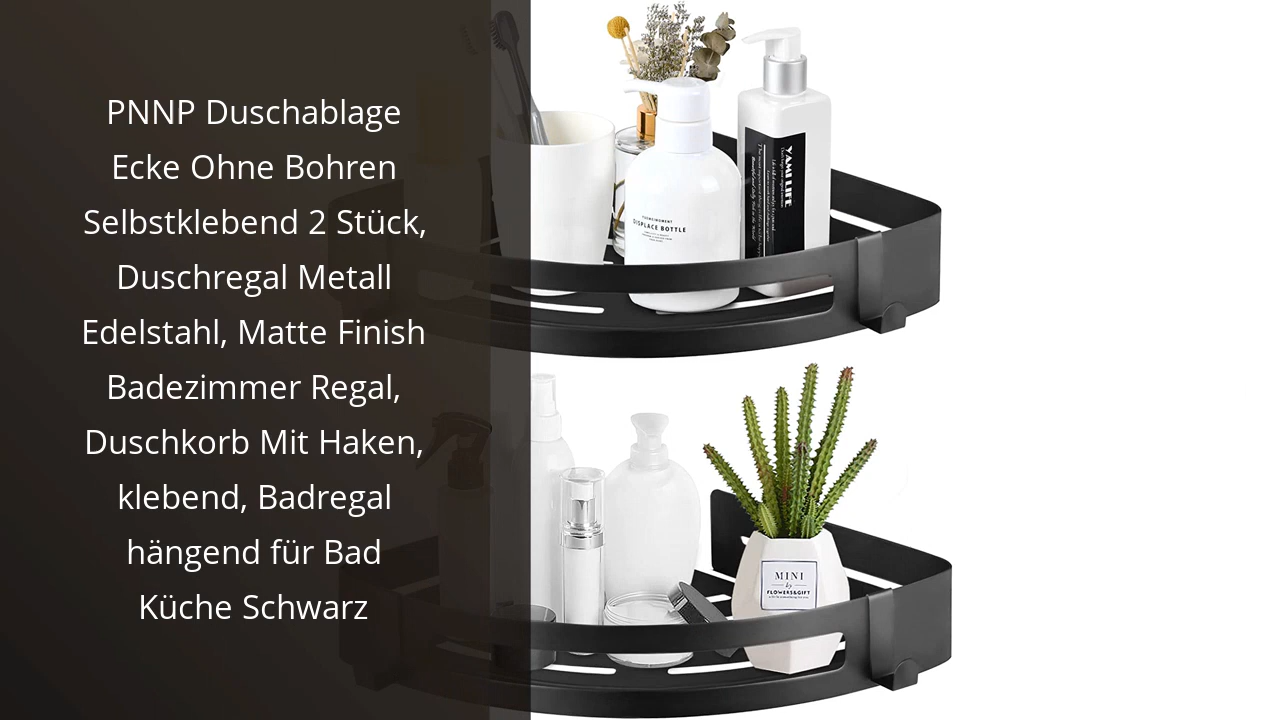 PNNP Duschablage
Ecke Ohne Bohren
Selbstklebend 2 Stück,
Duschregal Metall
Edelstahl, Matte Finish
Badezimmer Regal,
Duschkorb Mit Haken,
klebend, Badregal
hängend für Bad
Küche Schwarz
YAMI LIFE
DISPLACE BOTTLE
MINI
by
FLOWERS&GIFT